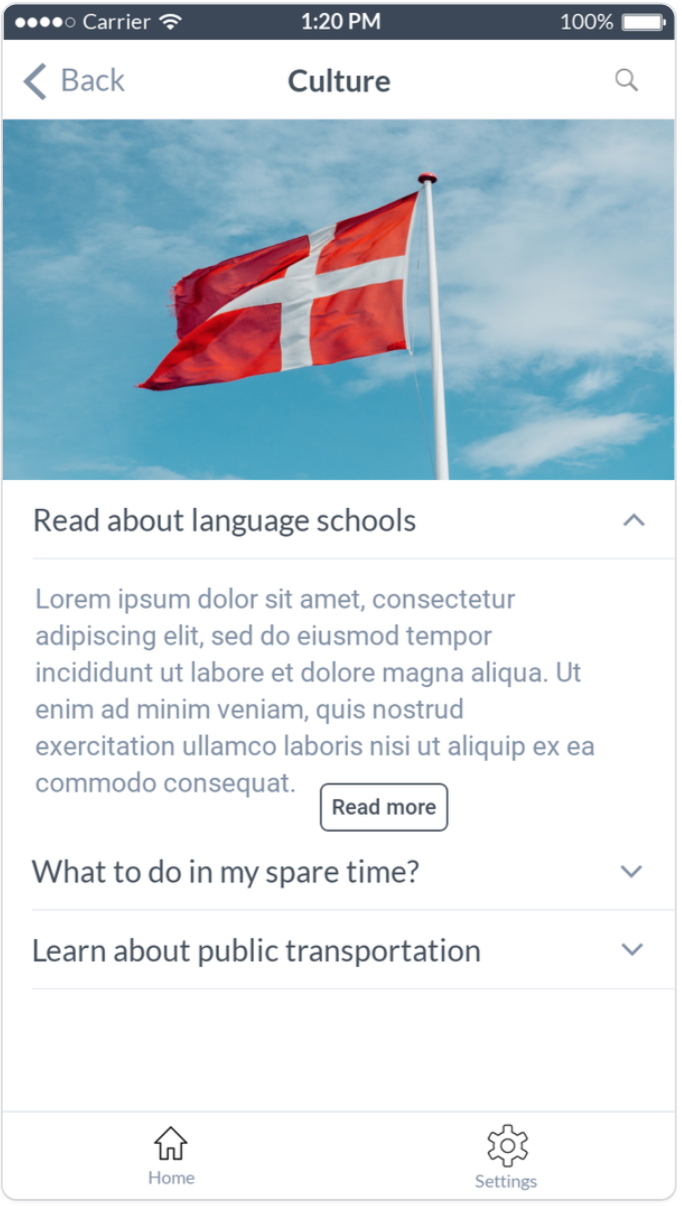 Carrier 1:20 PM 100%
Back Culture
Read about language schools
Lorem ipsum dolor sit amet, consectetur
adipiscing elit, sed do eiusmod tempor
incididunt ut labore et dolore magna aliqua. Ut
enim ad minim veniam, quis nostrud
exercitation ullamco laboris nisi ut aliquip ex ea
commodo consequat.
Read more
What to do in my spare time?
Learn about public transportation
Home Settings